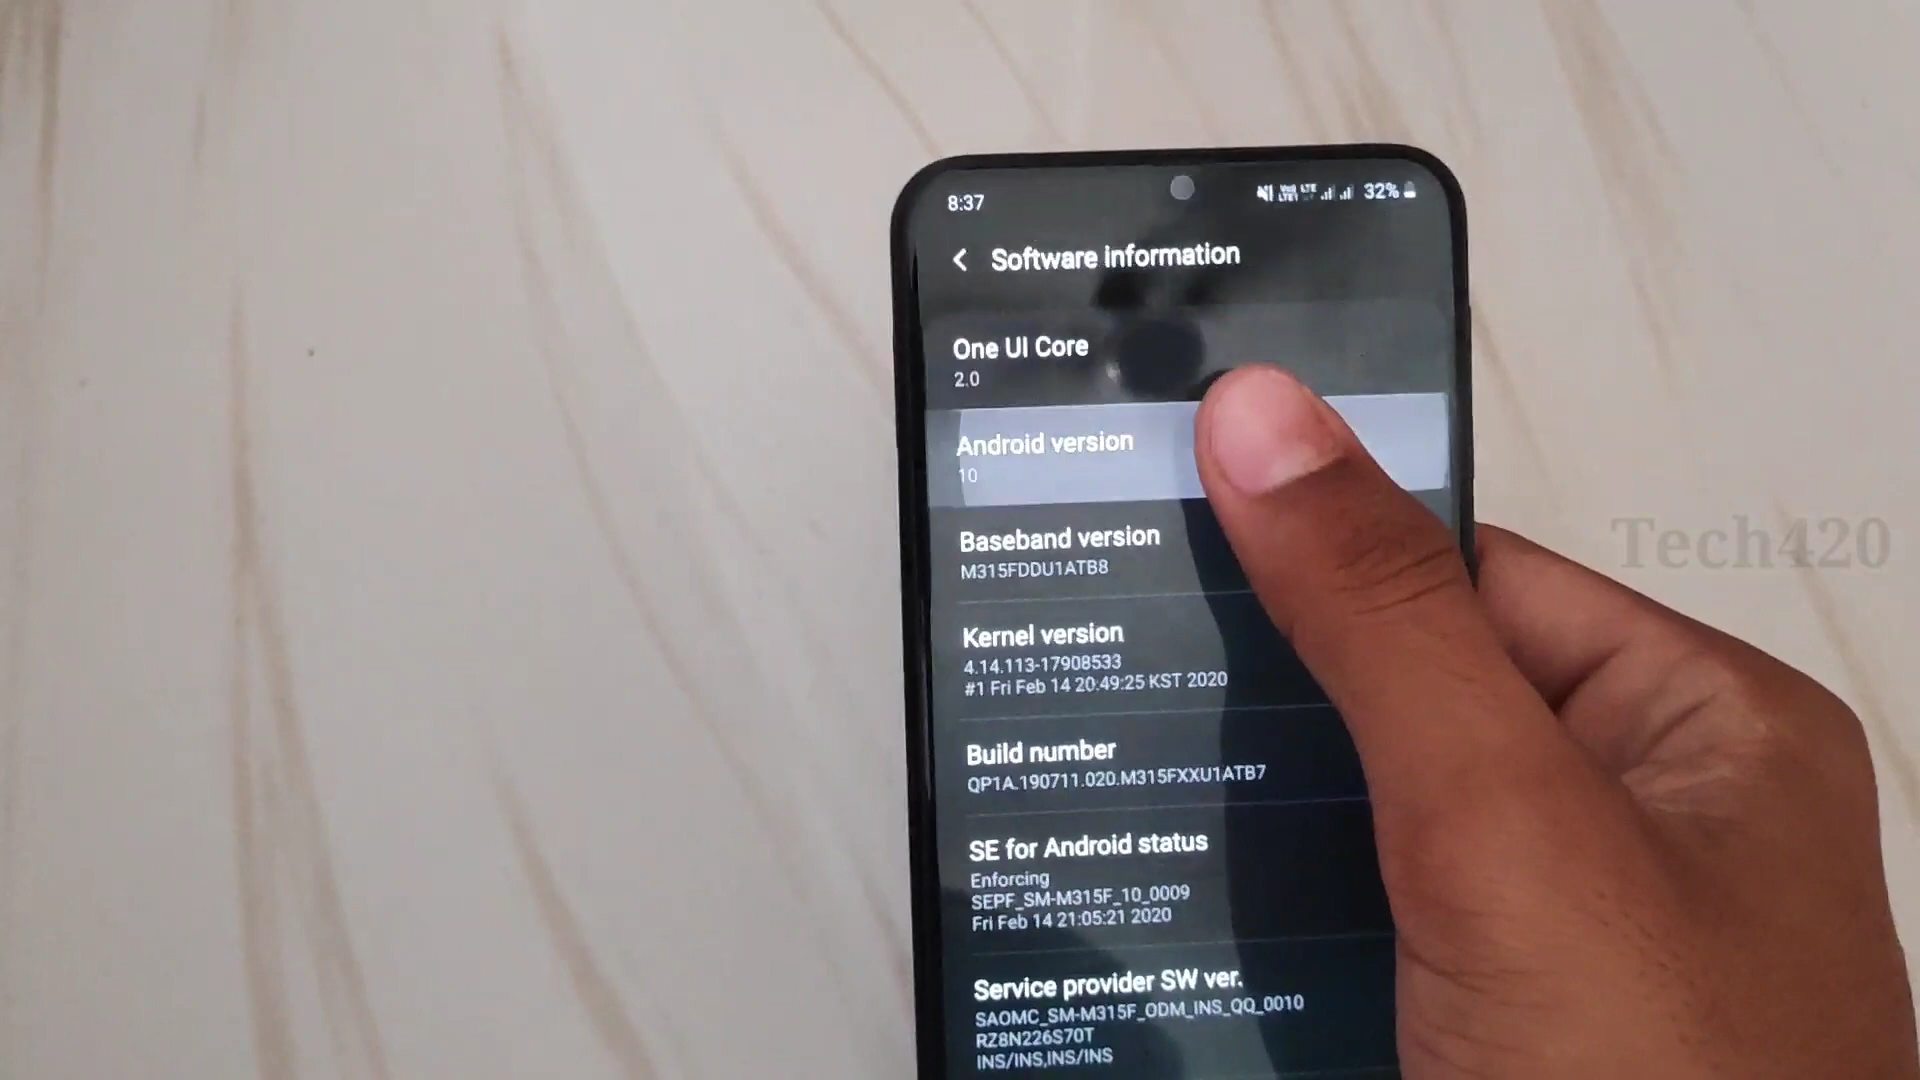 8:37
32%
Software information
One UI Core
2.0
Android version
10
Baseband version
M315FDDU1ATB8
Kernel version
4.14.113-17908533
#1 Fri Feb 14 20:49:25 KST 2020
Build number
QP1A.190711.020.M315FXXU1ATB7
SE for Android status
Enforcing
SEPF_SM-M315F_10_0009
Fri Feb 14 21:05:21 2020
Service provider SW ver.
SAOMC_SM-M315F_ODM_INS_QQ_0010
RZ8N226S70T
INS/INS,INS/INS
Tech420